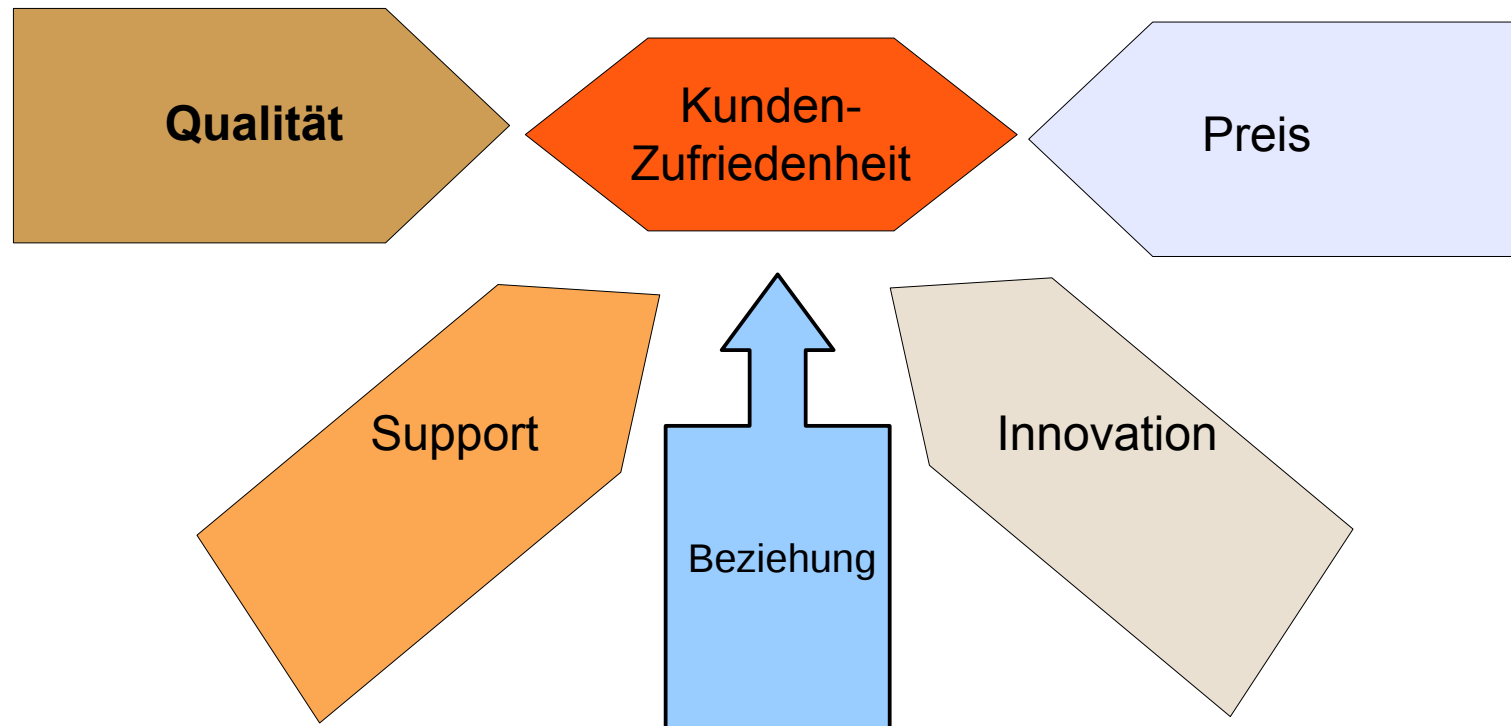 Qualität
Kunden-
Zufriedenheit
Preis
Support
Innovation
Beziehung